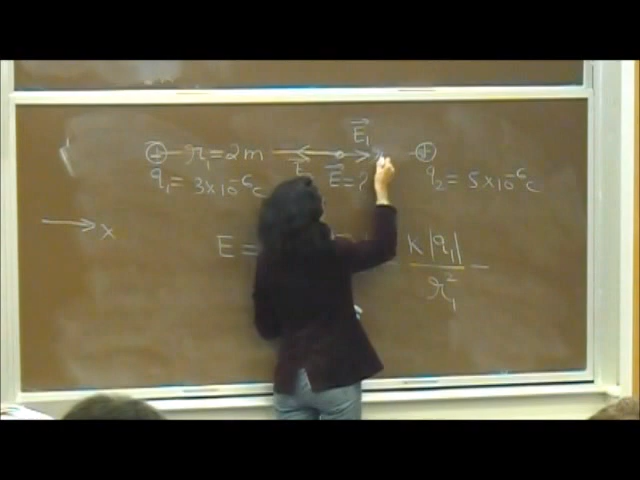 E⃗₁
⊕ r₁ = 2m ⊕
q₁ = 3×10⁻⁶C E⃗ E⃗ = ? q₂ = 5×10⁻⁶C
x
E = K|q₁| / r₁² −